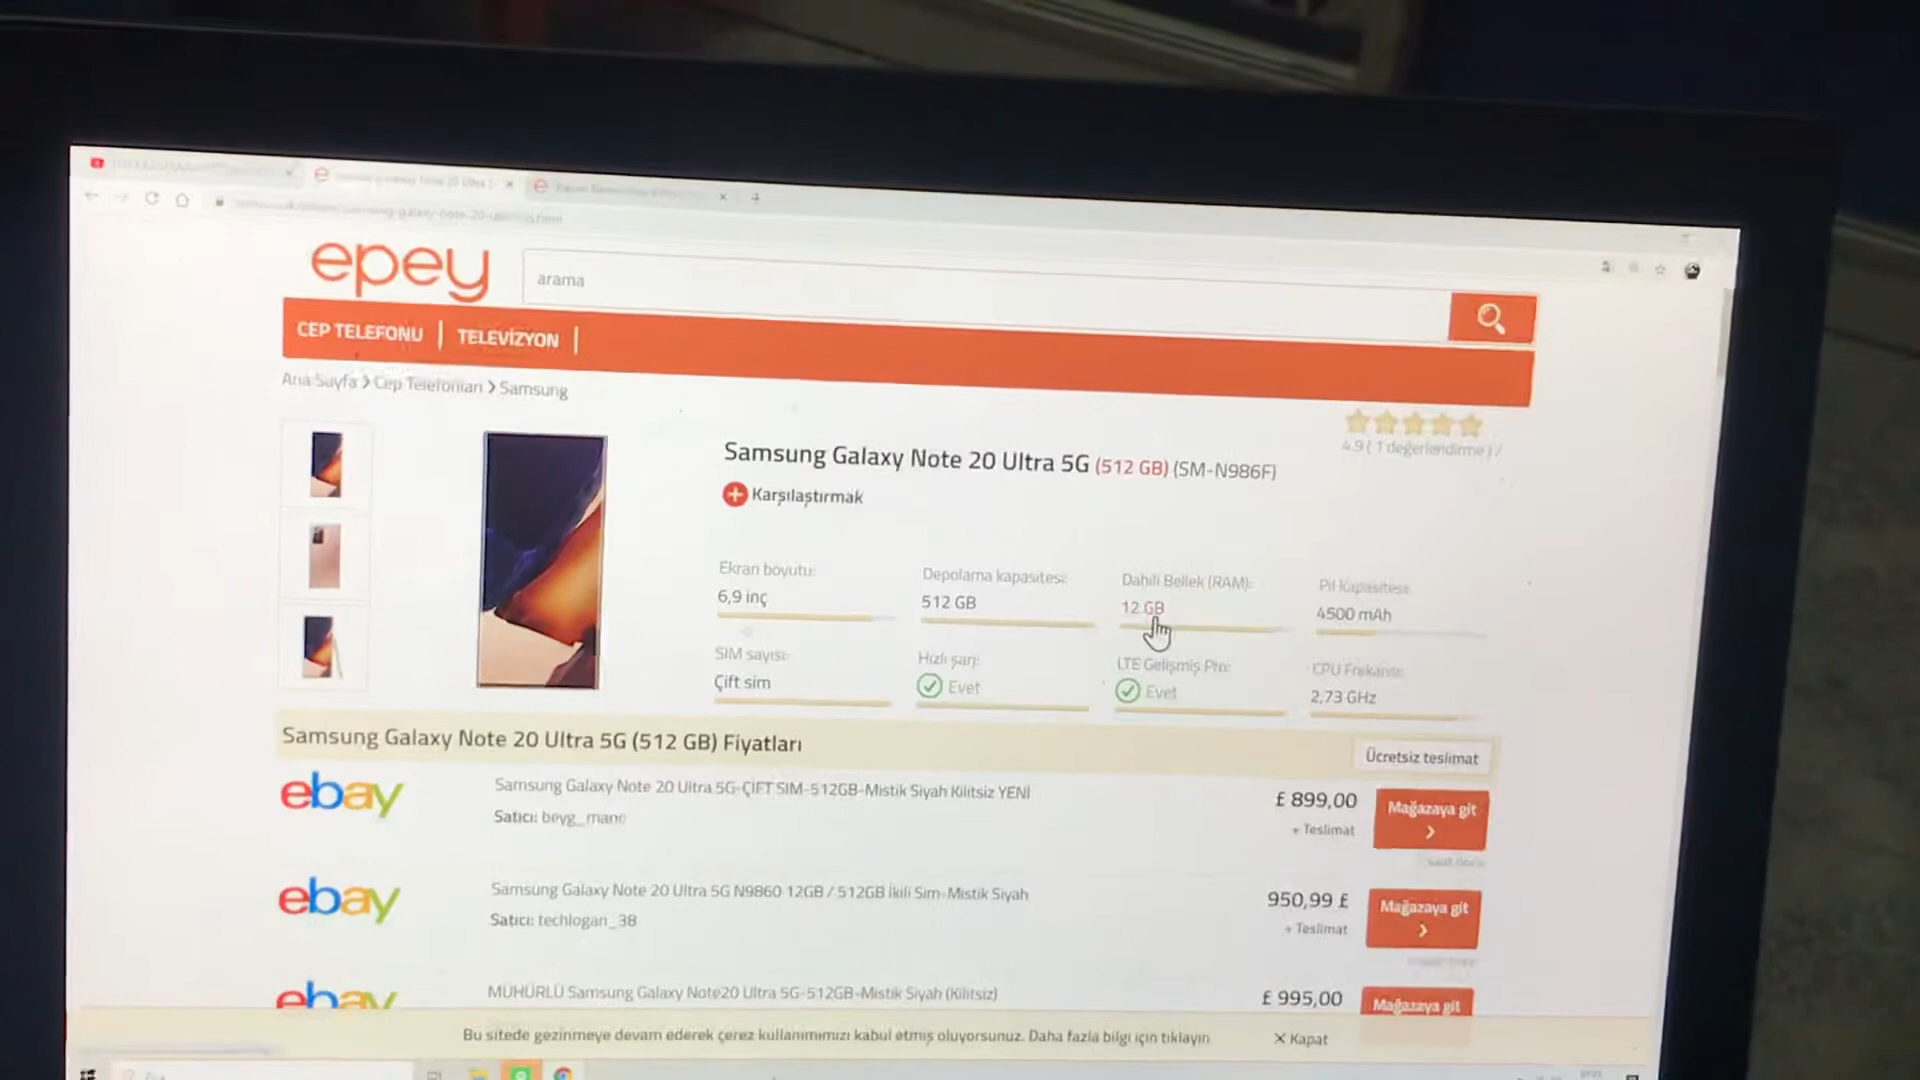 epey
arama
CEP TELEFONU
TELEVİZYON
Ana Sayfa > Cep Telefonları > Samsung
4.9 ( 1 değerlendirme ) /
Samsung Galaxy Note 20 Ultra 5G (512 GB) (SM-N986F)
Karşılaştırmak
Ekran boyutu:
6,9 inç
Depolama kapasitesi:
512 GB
Dahili Bellek (RAM):
12 GB
Pil Kapasitesi:
4500 mAh
SIM sayısı:
Çift sim
Hızlı şarj:
Evet
LTE Gelişmiş Pro:
Evet
CPU Frekansı:
2,73 GHz
Samsung Galaxy Note 20 Ultra 5G (512 GB) Fiyatları
Ücretsiz teslimat
ebay
Samsung Galaxy Note 20 Ultra 5G-ÇİFT SIM-512GB-Mistik Siyah Kilitsiz YENİ
Satıcı: beyg_mane
£ 899,00
+ Teslimat
Mağazaya git
ebay
Samsung Galaxy Note 20 Ultra 5G N9860 12GB / 512GB İkili Sim-Mistik Siyah
Satıcı: techlogan_38
950,99 £
+ Teslimat
Mağazaya git
ebay
MÜHÜRLÜ Samsung Galaxy Note20 Ultra 5G-512GB-Mistik Siyah (Kilitsiz)
£ 995,00
Mağazaya git
Bu sitede gezinmeye devam ederek çerez kullanımımızı kabul etmiş oluyorsunuz. Daha fazla bilgi için tıklayın
× Kapat